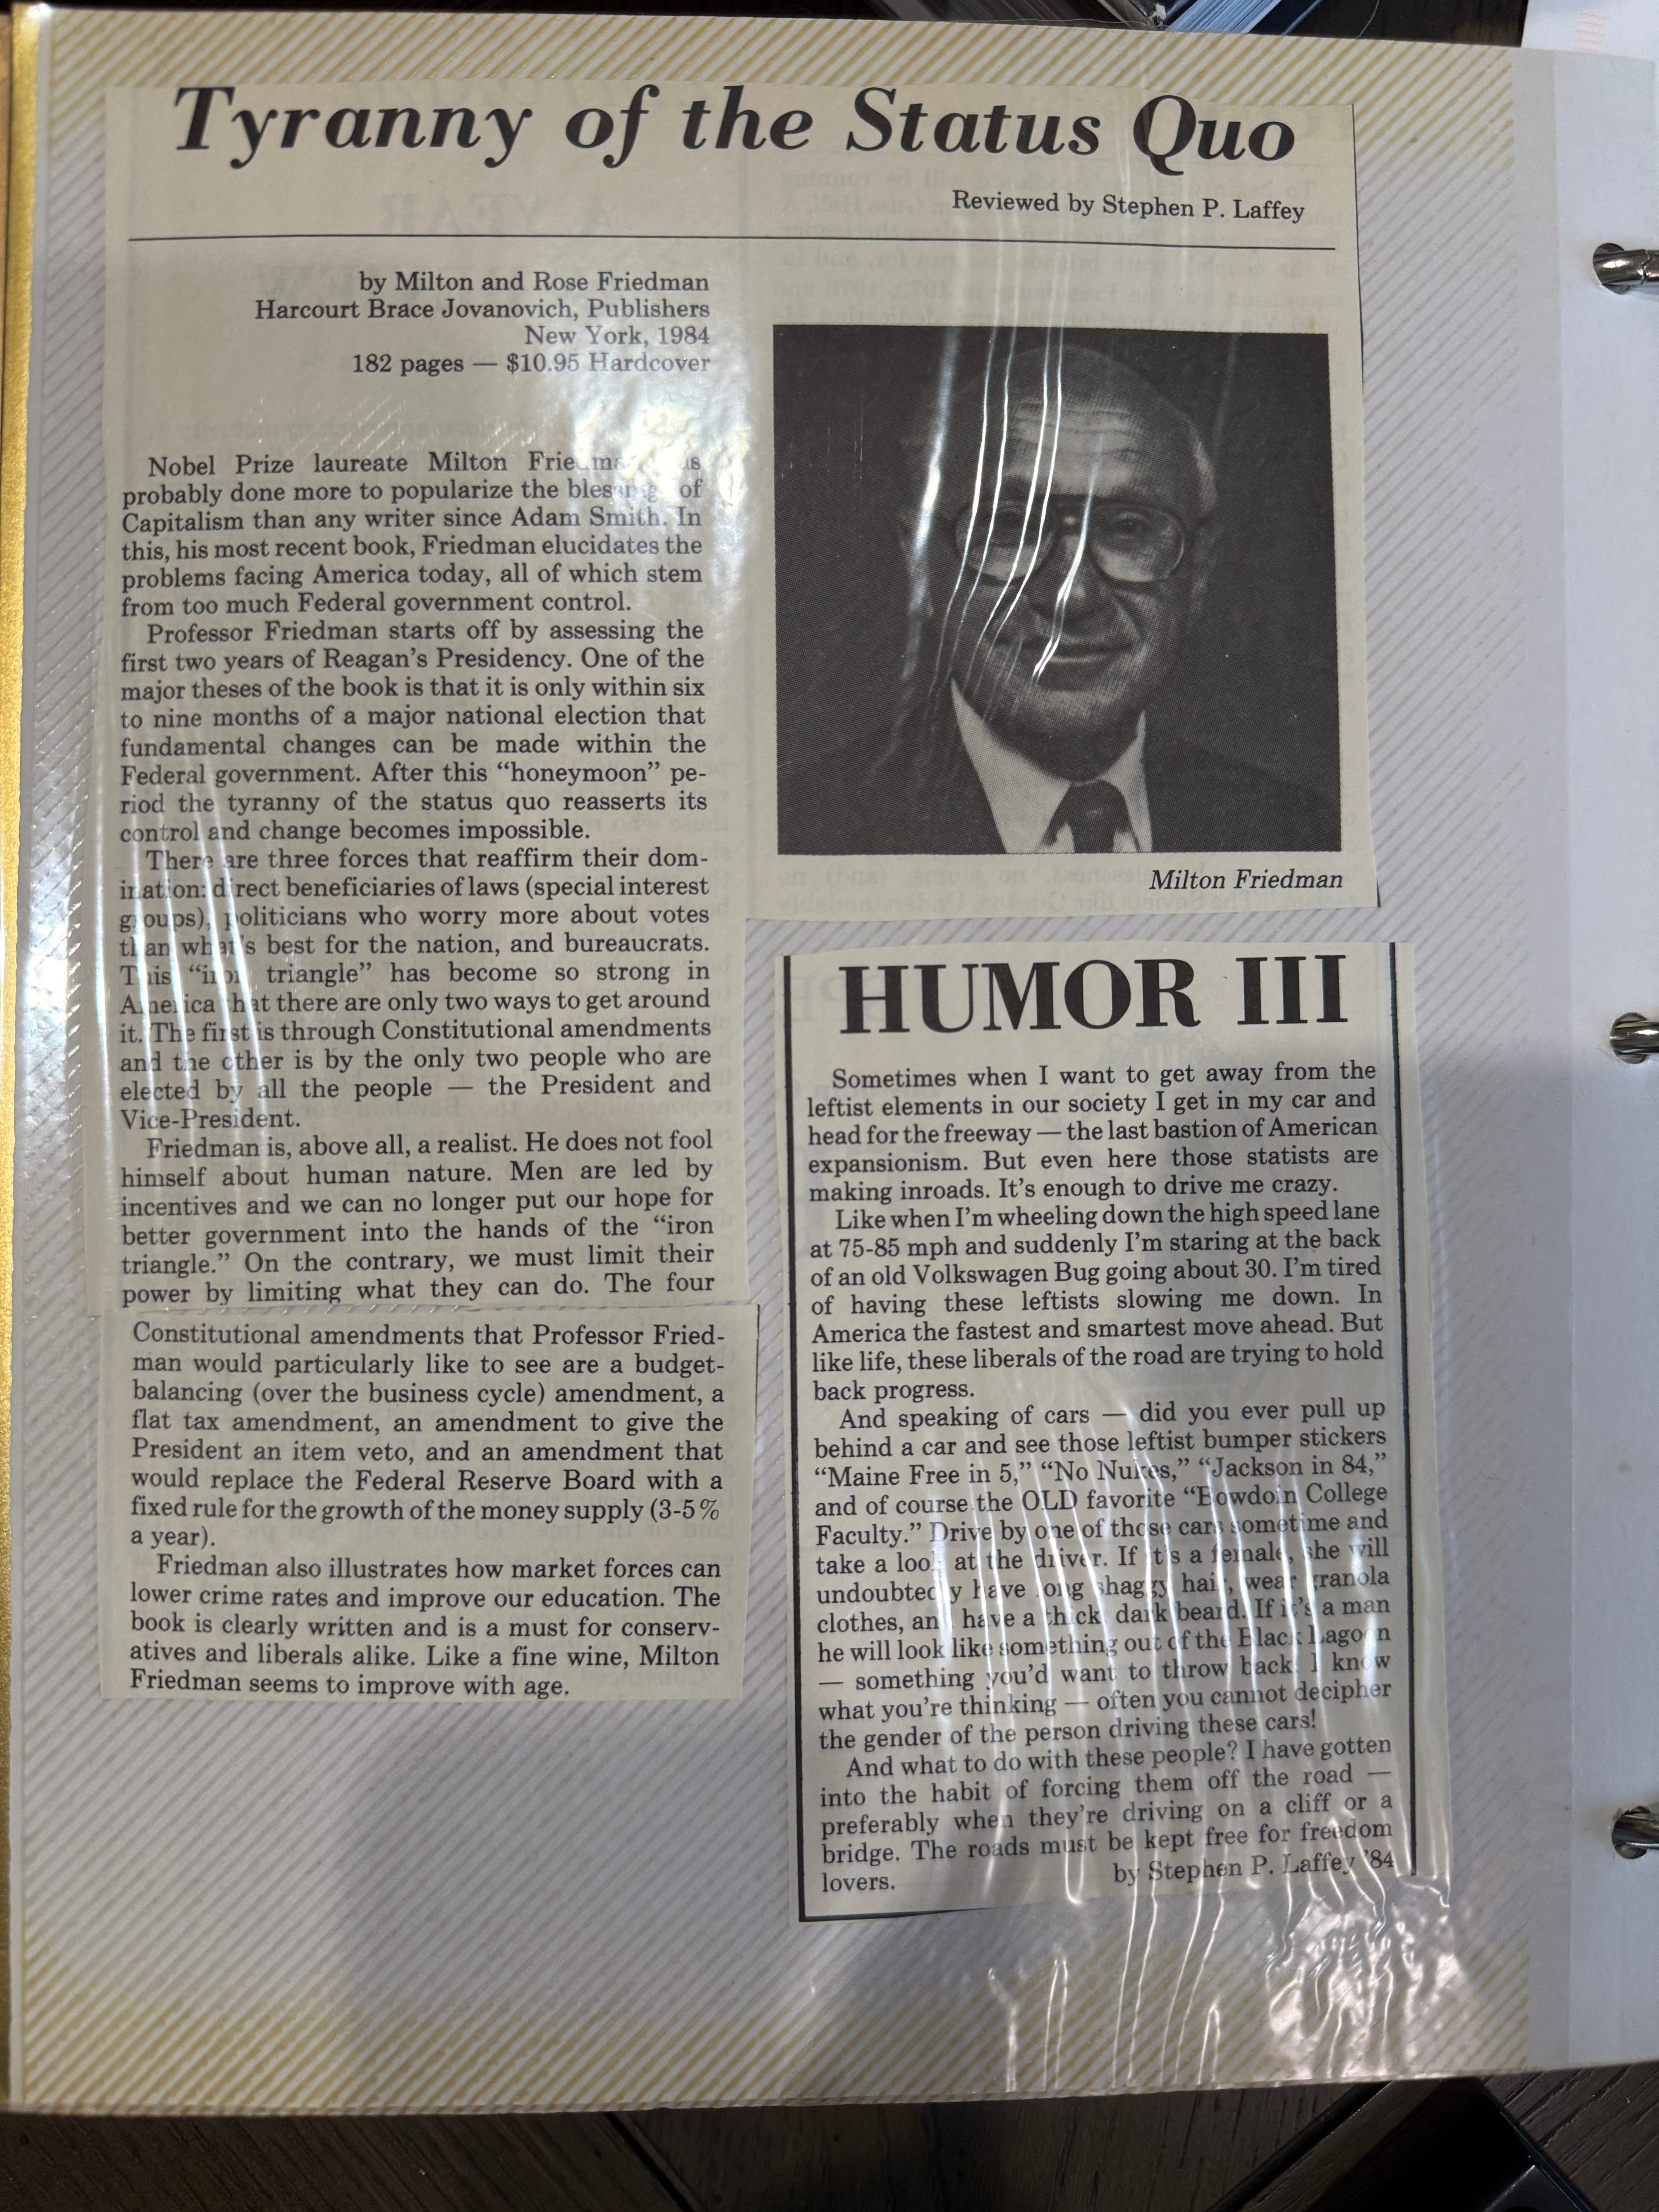 Tyranny of the Status Quo
Reviewed by Stephen P. Laffey
by Milton and Rose Friedman
Harcourt Brace Jovanovich, Publishers
New York, 1984
182 pages — $10.95 Hardcover
Nobel Prize laureate Milton Friedman has
probably done more to popularize the blessings of
Capitalism than any writer since Adam Smith. In
this, his most recent book, Friedman elucidates the
problems facing America today, all of which stem
from too much Federal government control.
Professor Friedman starts off by assessing the
first two years of Reagan's Presidency. One of the
major theses of the book is that it is only within six
to nine months of a major national election that
fundamental changes can be made within the
Federal government. After this “honeymoon” pe-
riod the tyranny of the status quo reasserts its
control and change becomes impossible.
There are three forces that reaffirm their dom-
ination: direct beneficiaries of laws (special interest
groups), politicians who worry more about votes
than what's best for the nation, and bureaucrats.
This “iron triangle” has become so strong in
America that there are only two ways to get around
it. The first is through Constitutional amendments
and the other is by the only two people who are
elected by all the people — the President and
Vice-President.
Friedman is, above all, a realist. He does not fool
himself about human nature. Men are led by
incentives and we can no longer put our hope for
better government into the hands of the “iron
triangle.” On the contrary, we must limit their
power by limiting what they can do. The four
Constitutional amendments that Professor Fried-
man would particularly like to see are a budget-
balancing (over the business cycle) amendment, a
flat tax amendment, an amendment to give the
President an item veto, and an amendment that
would replace the Federal Reserve Board with a
fixed rule for the growth of the money supply (3-5%
a year).
Friedman also illustrates how market forces can
lower crime rates and improve our education. The
book is clearly written and is a must for conserv-
atives and liberals alike. Like a fine wine, Milton
Friedman seems to improve with age.
Milton Friedman
HUMOR III
Sometimes when I want to get away from the
leftist elements in our society I get in my car and
head for the freeway — the last bastion of American
expansionism. But even here those statists are
making inroads. It's enough to drive me crazy.
Like when I'm wheeling down the high speed lane
at 75-85 mph and suddenly I'm staring at the back
of an old Volkswagen Bug going about 30. I'm tired
of having these leftists slowing me down. In
America the fastest and smartest move ahead. But
like life, these liberals of the road are trying to hold
back progress.
And speaking of cars — did you ever pull up
behind a car and see those leftist bumper stickers
“Maine Free in 5,” “No Nukes,” “Jackson in 84,”
and of course the OLD favorite “Bowdoin College
Faculty.” Drive by one of those cars sometime and
take a look at the driver. If it's a female, she will
undoubtedly have long shaggy hair, wear granola
clothes, and have a thick dark beard. If it's a man
he will look like something out of the Black Lagoon
— something you'd want to throw back. I know
what you're thinking — often you cannot decipher
the gender of the person driving these cars!
And what to do with these people? I have gotten
into the habit of forcing them off the road —
preferably when they're driving on a cliff or a
bridge. The roads must be kept free for freedom
lovers.
by Stephen P. Laffey '84